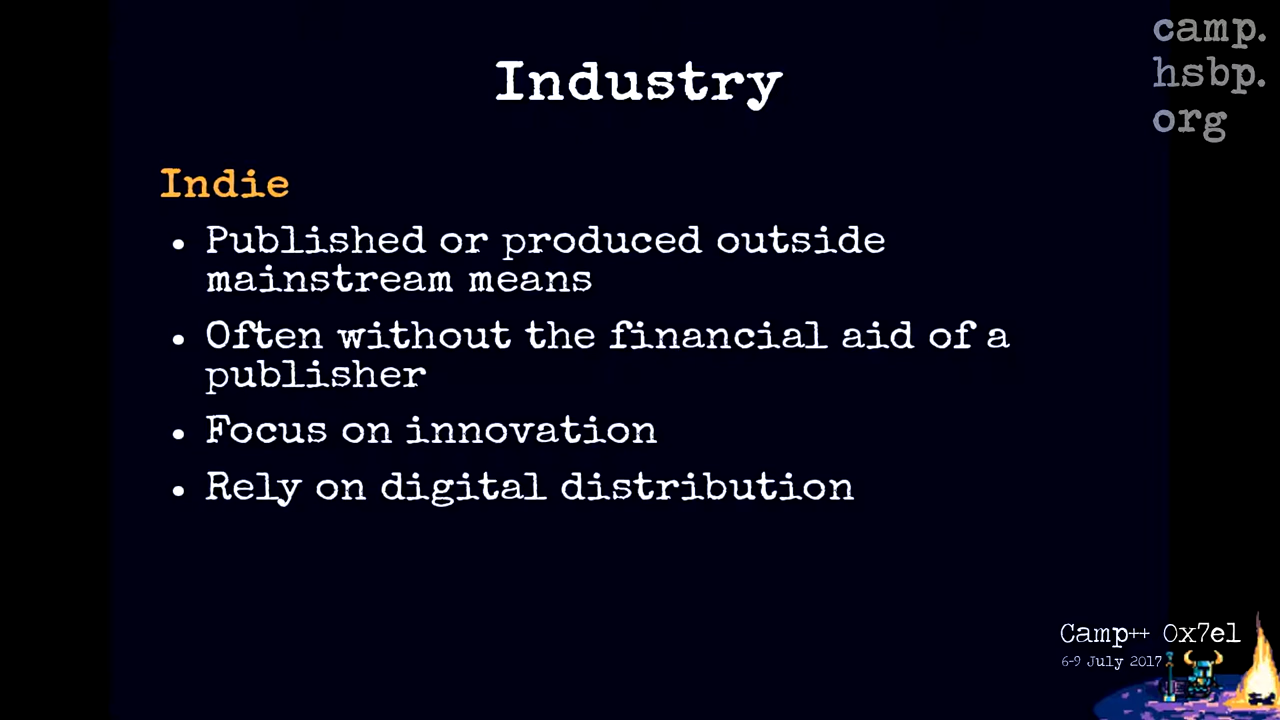 camp.
hsbp.
org
Industry
Indie
• Published or produced outside
mainstream means
• Often without the financial aid of a
publisher
• Focus on innovation
• Rely on digital distribution
Camp++ 0x7e1
6-9 July 2017